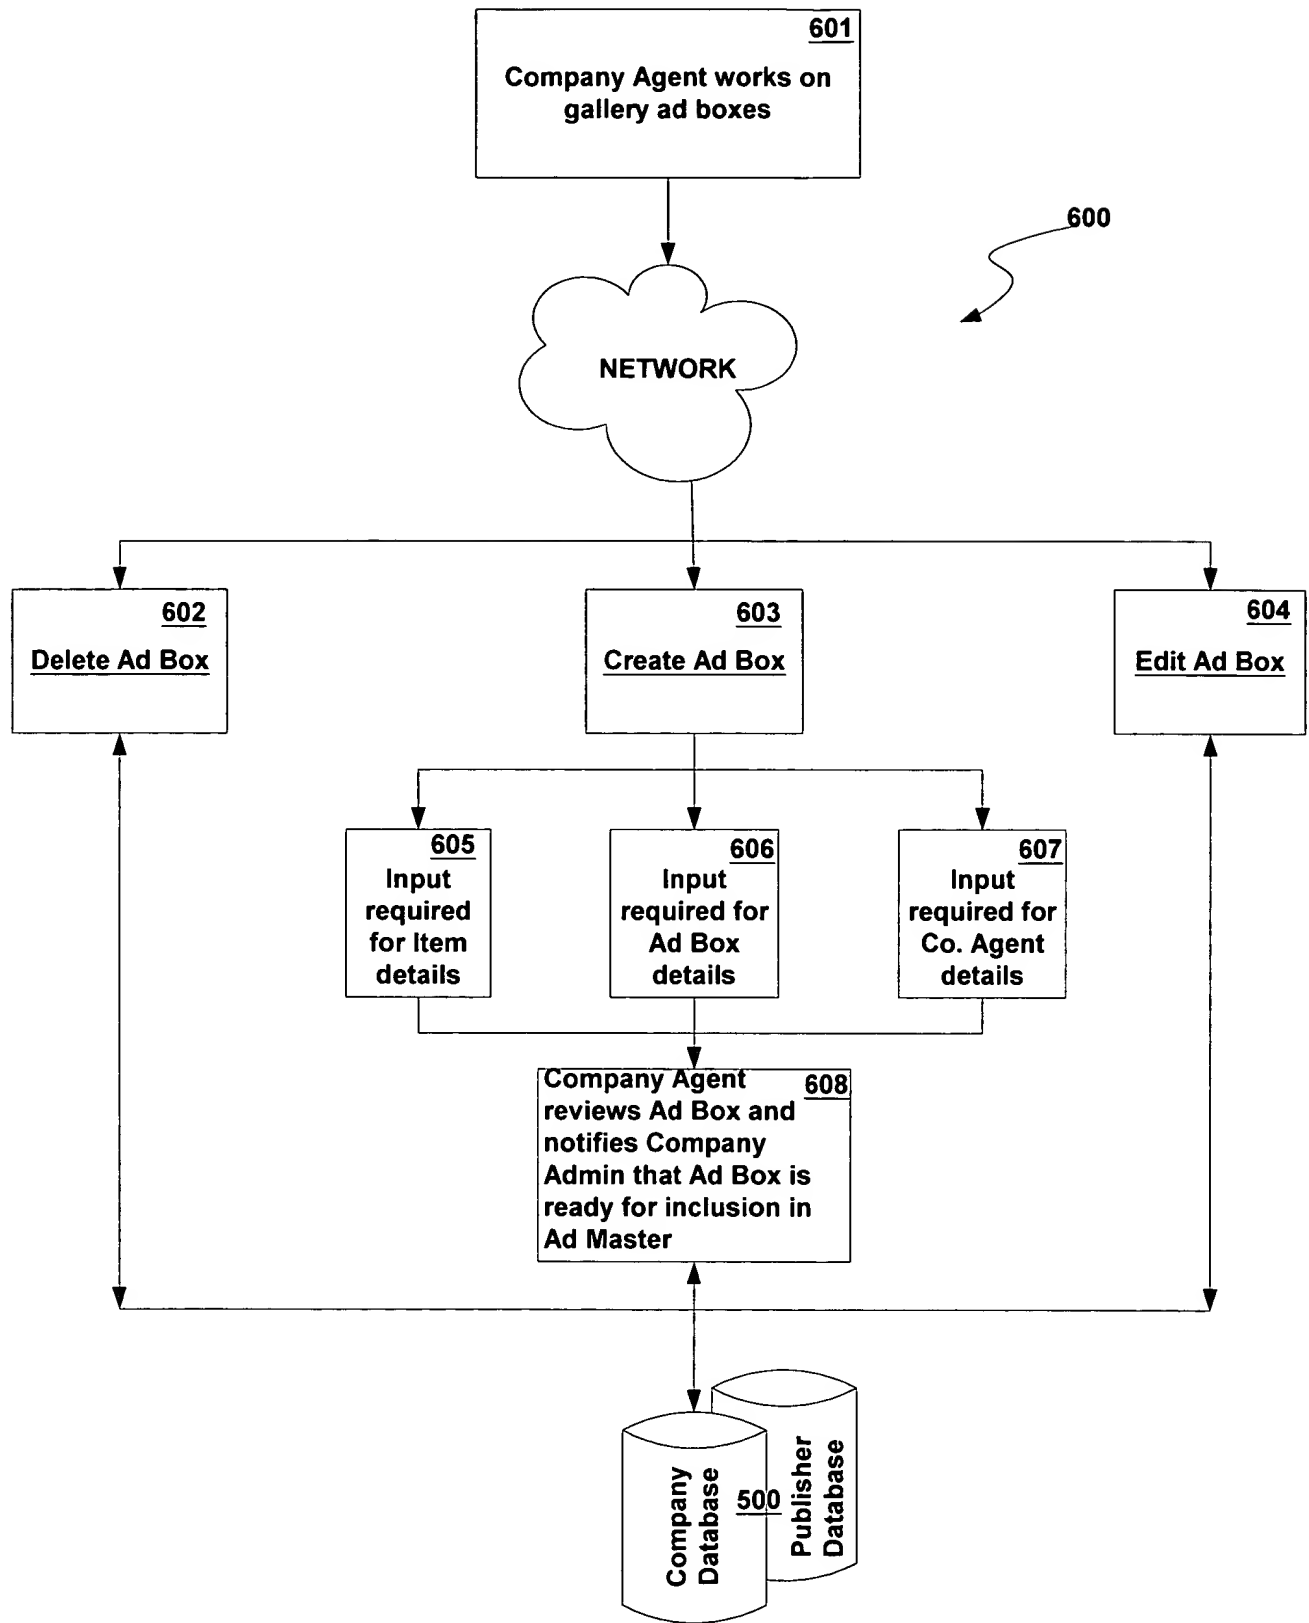 601
Company Agent works on
gallery ad boxes
600
NETWORK
602
Delete Ad Box
603
Create Ad Box
604
Edit Ad Box
605
Input
required
for Item
details
606
Input
required for
Ad Box
details
607
Input
required for
Co. Agent
details
608
Company Agent
reviews Ad Box and
notifies Company
Admin that Ad Box is
ready for inclusion in
Ad Master
Company
Database
500
Publisher
Database